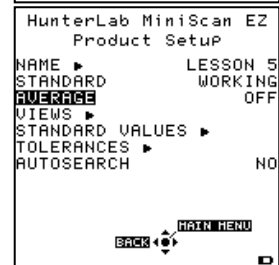 HunterLab MiniScan EZ
Product Setup
NAME ► LESSON 5
STANDARD WORKING
AVERAGE OFF
VIEWS ►
STANDARD VALUES ►
TOLERANCES ►
AUTOSEARCH NO
MAIN MENU
BACK